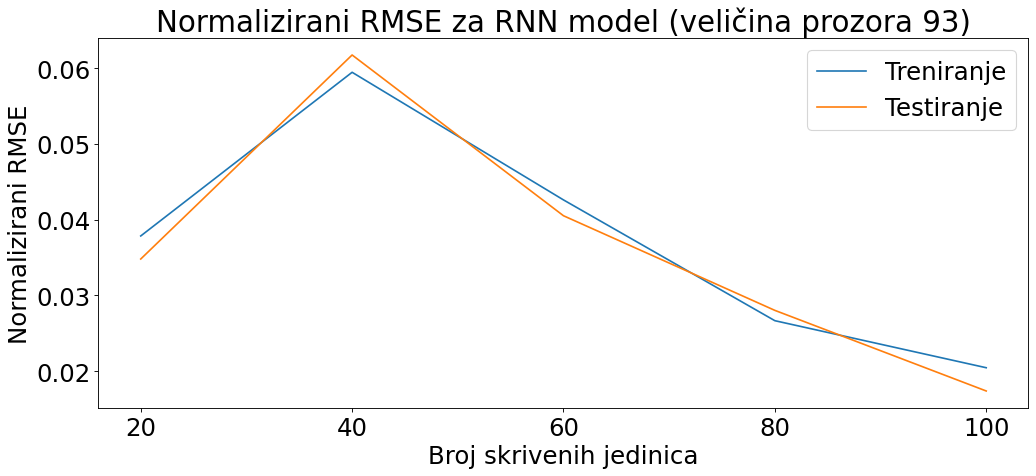 Normalizirani RMSE za RNN model (veličina prozora 93)
Treniranje
Testiranje
Normalizirani RMSE
0.06
0.05
0.04
0.03
0.02
20 40 60 80 100
Broj skrivenih jedinica